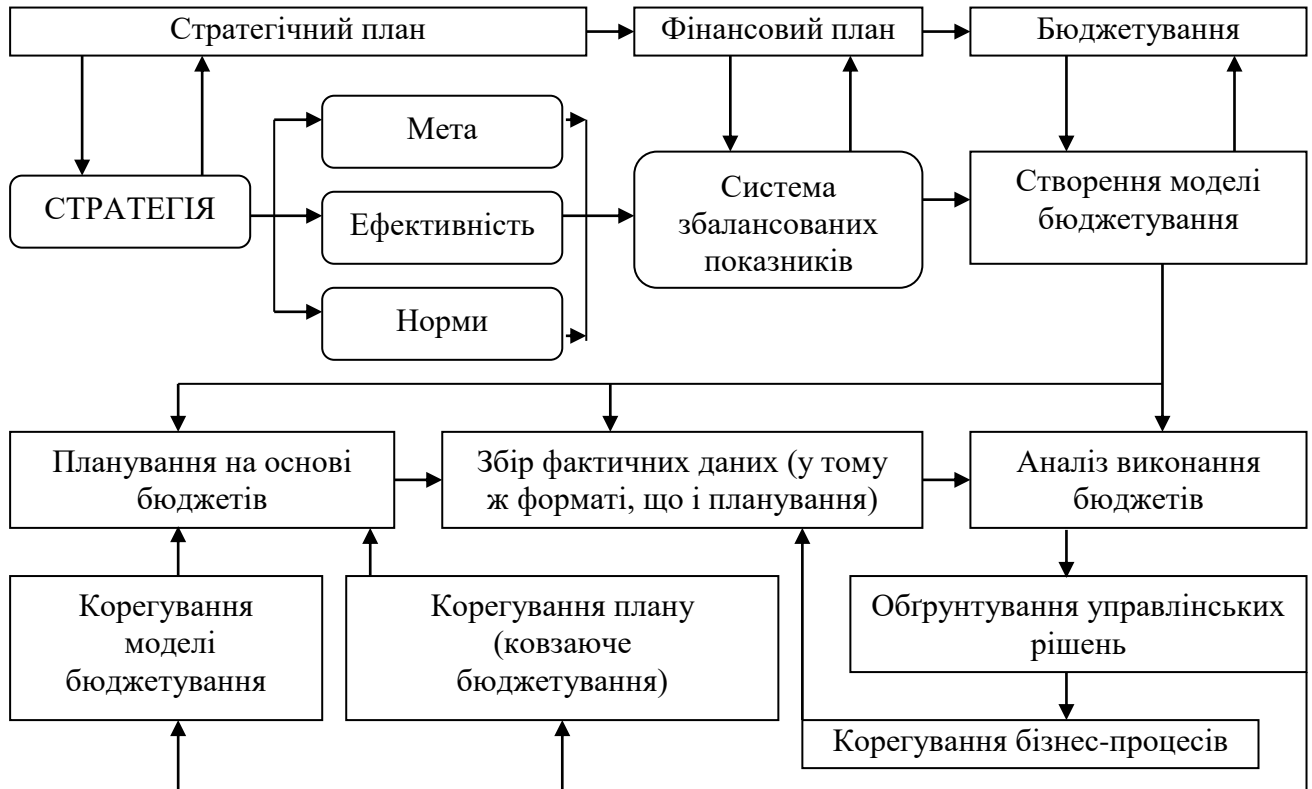 Стратегічний план
Фінансовий план
Бюджетування
Мета
СТРАТЕГІЯ
Ефективність
Норми
Система
збалансованих
показників
Створення моделі
бюджетування
Планування на основі
бюджетів
Збір фактичних даних (у тому
ж форматі, що і планування)
Аналіз виконання
бюджетів
Корегування
моделі
бюджетування
Корегування плану
(ковзаюче
бюджетування)
Обґрунтування управлінських
рішень
Корегування бізнес-процесів